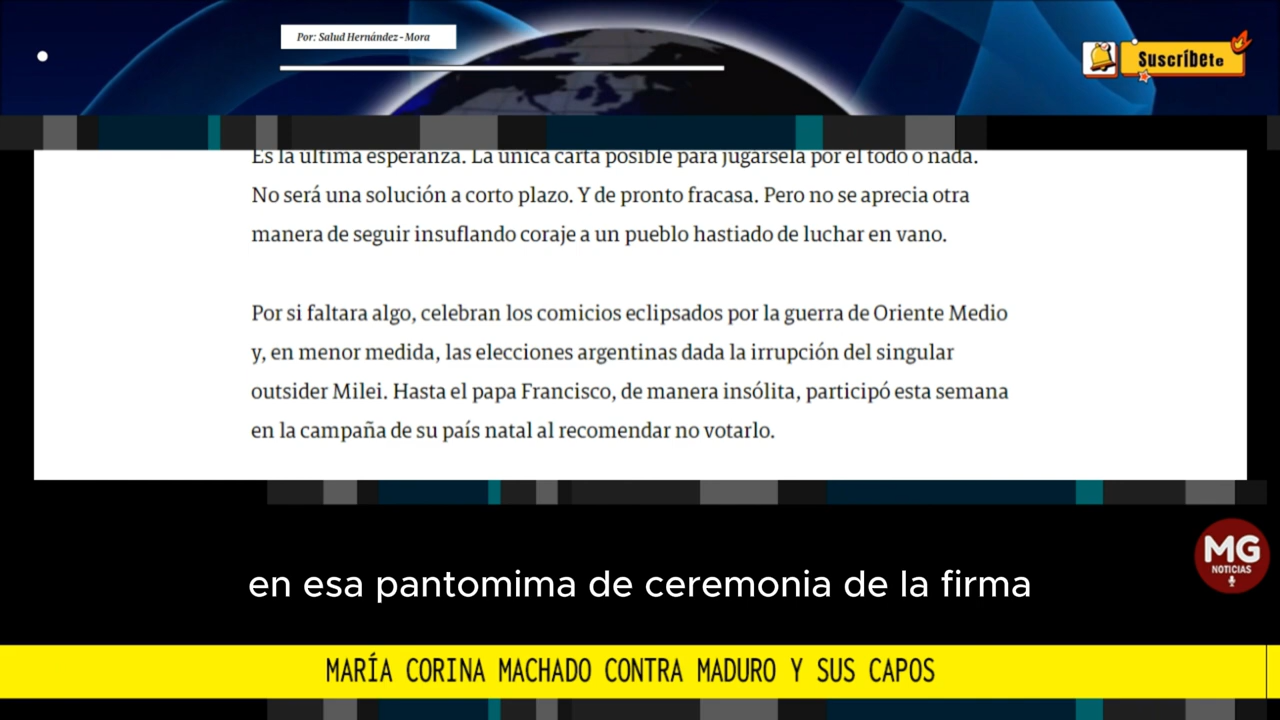 Por: Salud Hernández - Mora
Suscríbete
Es la última esperanza. La única carta posible para jugársela por el todo o nada.
No será una solución a corto plazo. Y de pronto fracasa. Pero no se aprecia otra
manera de seguir insuflando coraje a un pueblo hastiado de luchar en vano.
Por si faltara algo, celebran los comicios eclipsados por la guerra de Oriente Medio
y, en menor medida, las elecciones argentinas dada la irrupción del singular
outsider Milei. Hasta el papa Francisco, de manera insólita, participó esta semana
en la campaña de su país natal al recomendar no votarlo.
MG
NOTICIAS
en esa pantomima de ceremonia de la firma
MARÍA CORINA MACHADO CONTRA MADURO Y SUS CAPOS